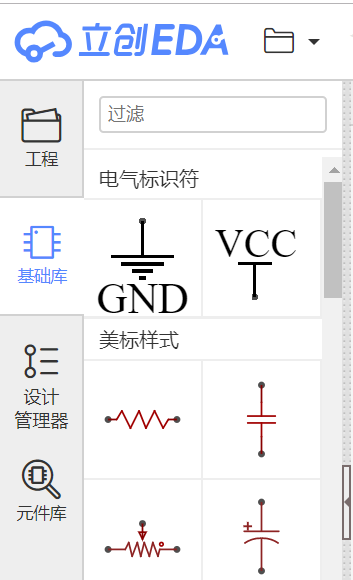 立创EDA
过滤
工程
电气标识符
基础库
GND
VCC
美标样式
设计
管理器
元件库